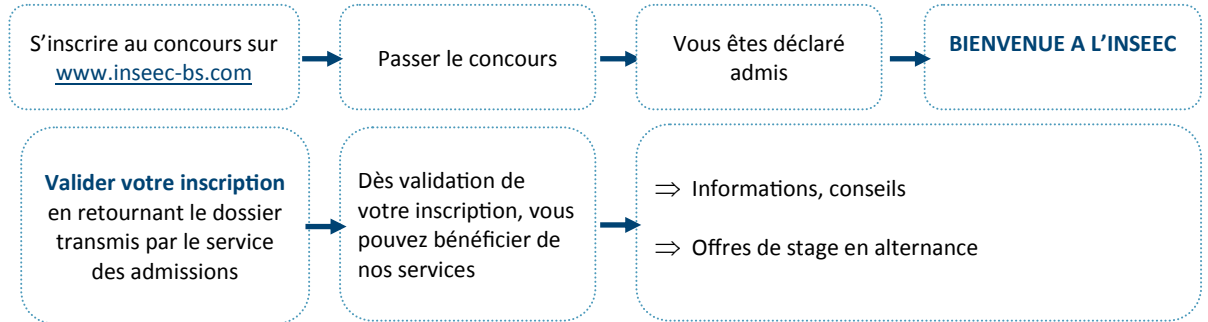 S’inscrire au concours sur
www.inseec-bs.com
Passer le concours
Vous êtes déclaré
admis
BIENVENUE A L’INSEEC
Valider votre inscription
en retournant le dossier
transmis par le service
des admissions
Dès validation de
votre inscription, vous
pouvez bénéficier de
nos services
⇒ Informations, conseils
⇒ Offres de stage en alternance